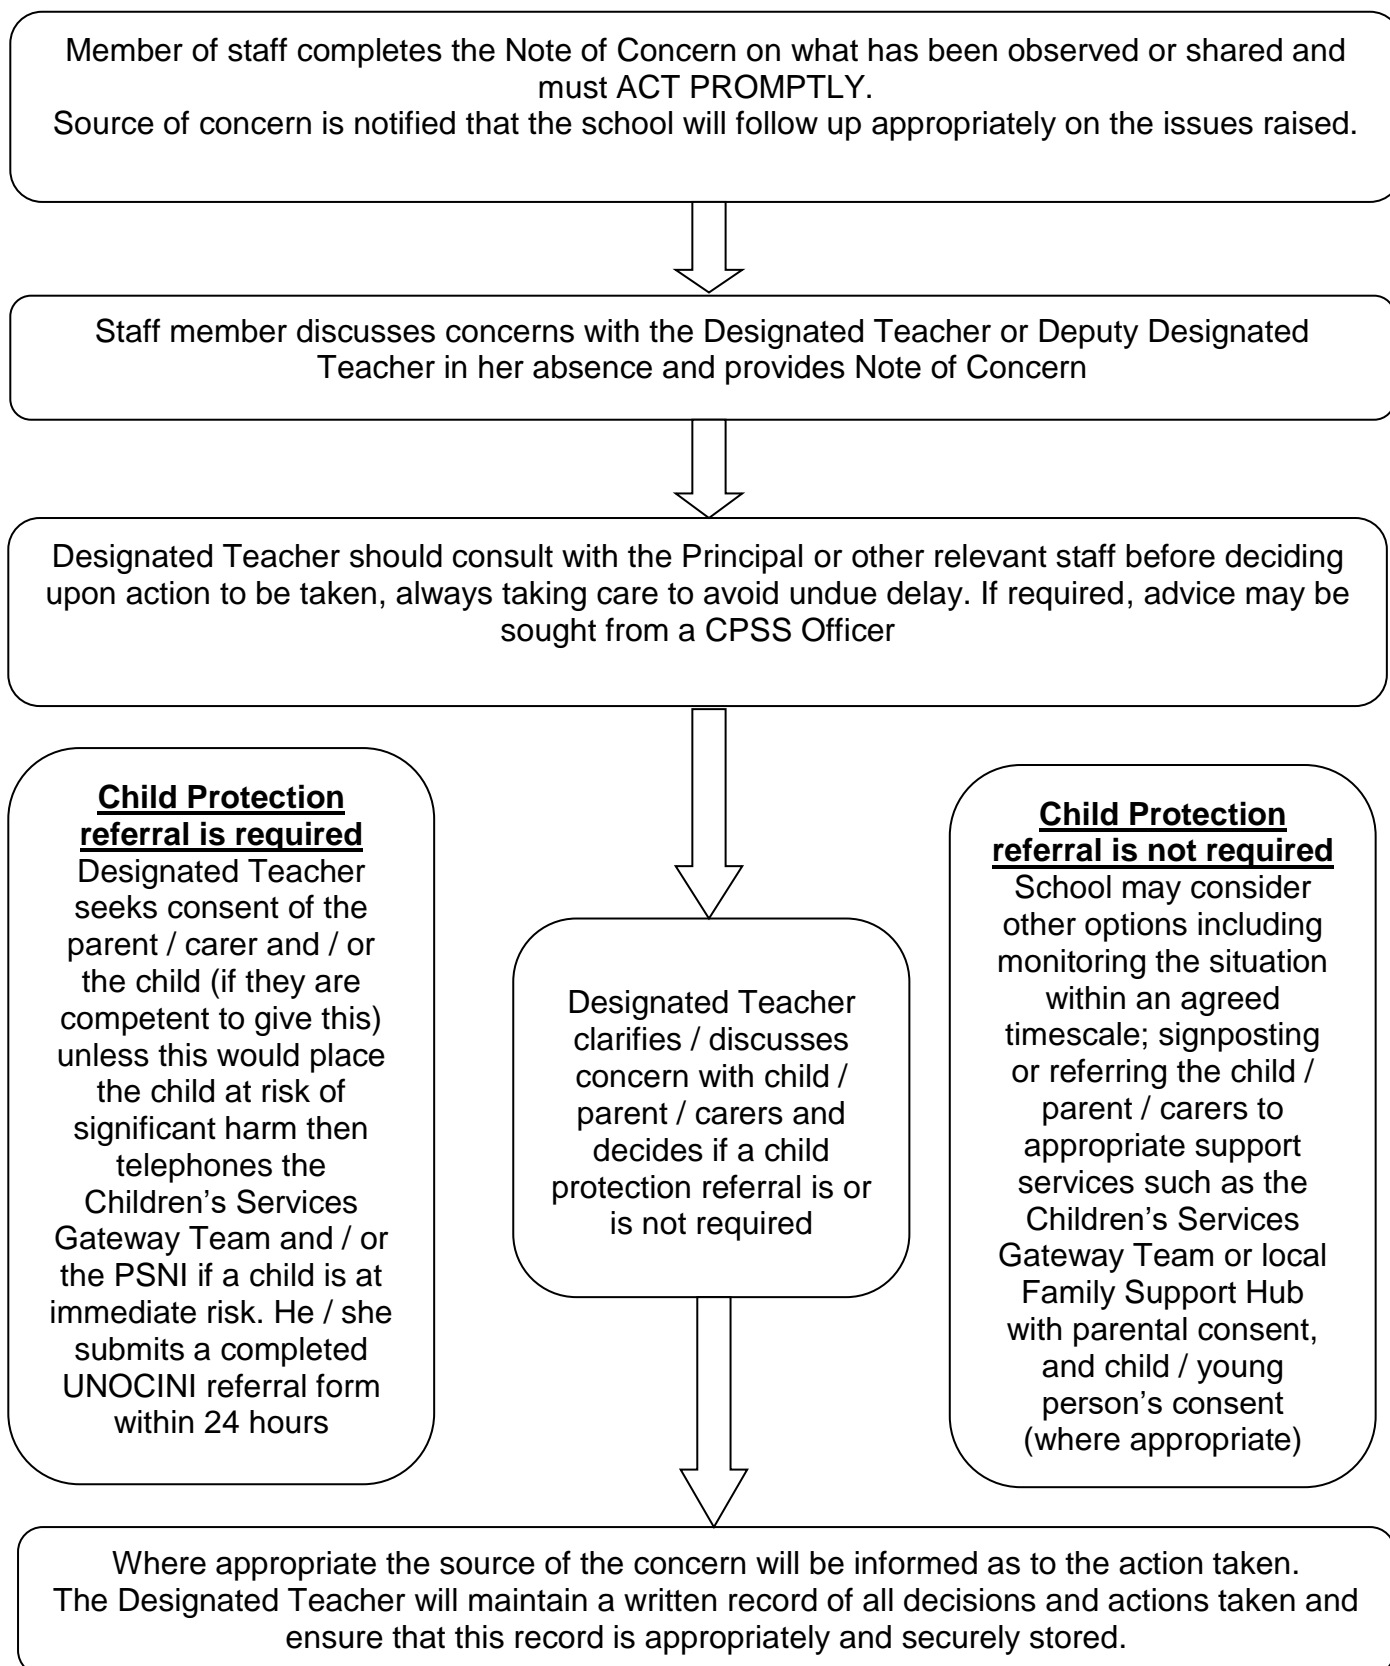 Member of staff completes the Note of Concern on what has been observed or shared and
must ACT PROMPTLY.
Source of concern is notified that the school will follow up appropriately on the issues raised.
Staff member discusses concerns with the Designated Teacher or Deputy Designated
Teacher in her absence and provides Note of Concern
Designated Teacher should consult with the Principal or other relevant staff before deciding
upon action to be taken, always taking care to avoid undue delay. If required, advice may be
sought from a CPSS Officer
Child Protection
referral is required
Designated Teacher
seeks consent of the
parent / carer and / or
the child (if they are
competent to give this)
unless this would place
the child at risk of
significant harm then
telephones the
Children’s Services
Gateway Team and / or
the PSNI if a child is at
immediate risk. He / she
submits a completed
UNOCINI referral form
within 24 hours
Designated Teacher
clarifies / discusses
concern with child /
parent / carers and
decides if a child
protection referral is or
is not required
Child Protection
referral is not required
School may consider
other options including
monitoring the situation
within an agreed
timescale; signposting
or referring the child /
parent / carers to
appropriate support
services such as the
Children’s Services
Gateway Team or local
Family Support Hub
with parental consent,
and child / young
person’s consent
(where appropriate)
Where appropriate the source of the concern will be informed as to the action taken.
The Designated Teacher will maintain a written record of all decisions and actions taken and
ensure that this record is appropriately and securely stored.